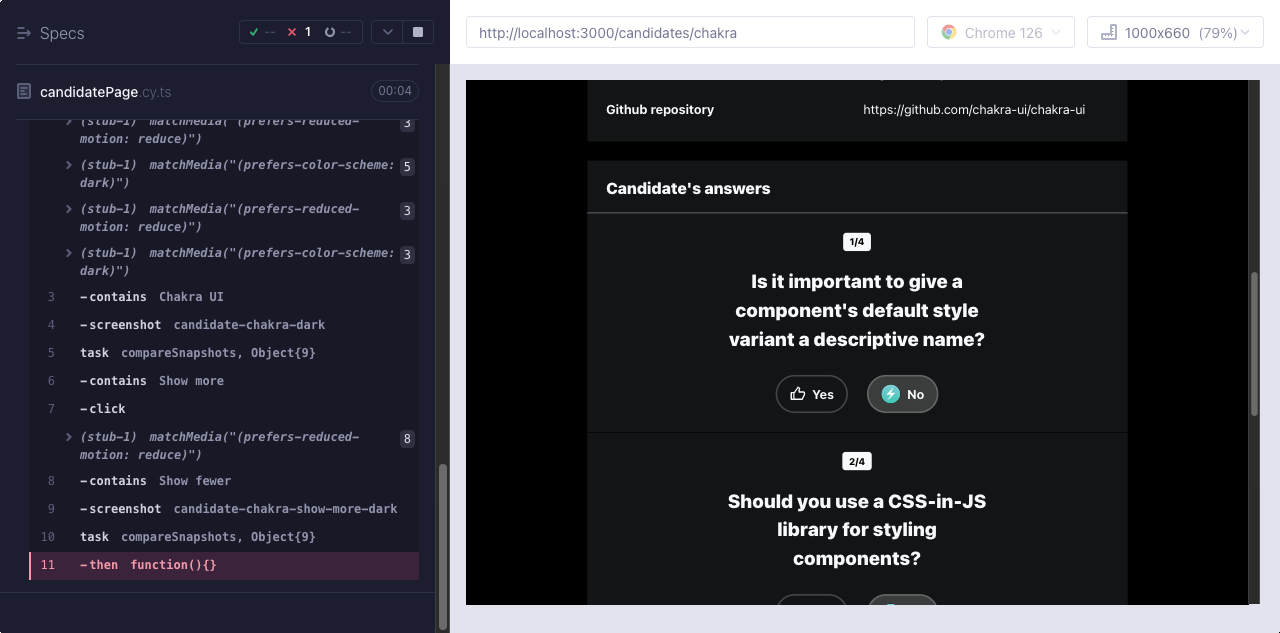 Specs
--
1
--
candidatePage.cy.ts
00:04
(stub-1) matchMedia("(prefers-reduced-
motion: reduce)")
3
(stub-1) matchMedia("(prefers-color-scheme:
dark)")
5
(stub-1) matchMedia("(prefers-reduced-
motion: reduce)")
3
(stub-1) matchMedia("(prefers-color-scheme:
dark)")
3
3 -contains Chakra UI
4 -screenshot candidate-chakra-dark
5 task compareSnapshots, Object{9}
6 -contains Show more
7 -click
(stub-1) matchMedia("(prefers-reduced-
motion: reduce)")
8
8 -contains Show fewer
9 -screenshot candidate-chakra-show-more-dark
10 task compareSnapshots, Object{9}
11 -then function(){}
http://localhost:3000/candidates/chakra
Chrome 126
1000x660 (79%)
Github repository
https://github.com/chakra-ui/chakra-ui
Candidate's answers
1/4
Is it important to give a
component's default style
variant a descriptive name?
Yes
No
2/4
Should you use a CSS-in-JS
library for styling
components?